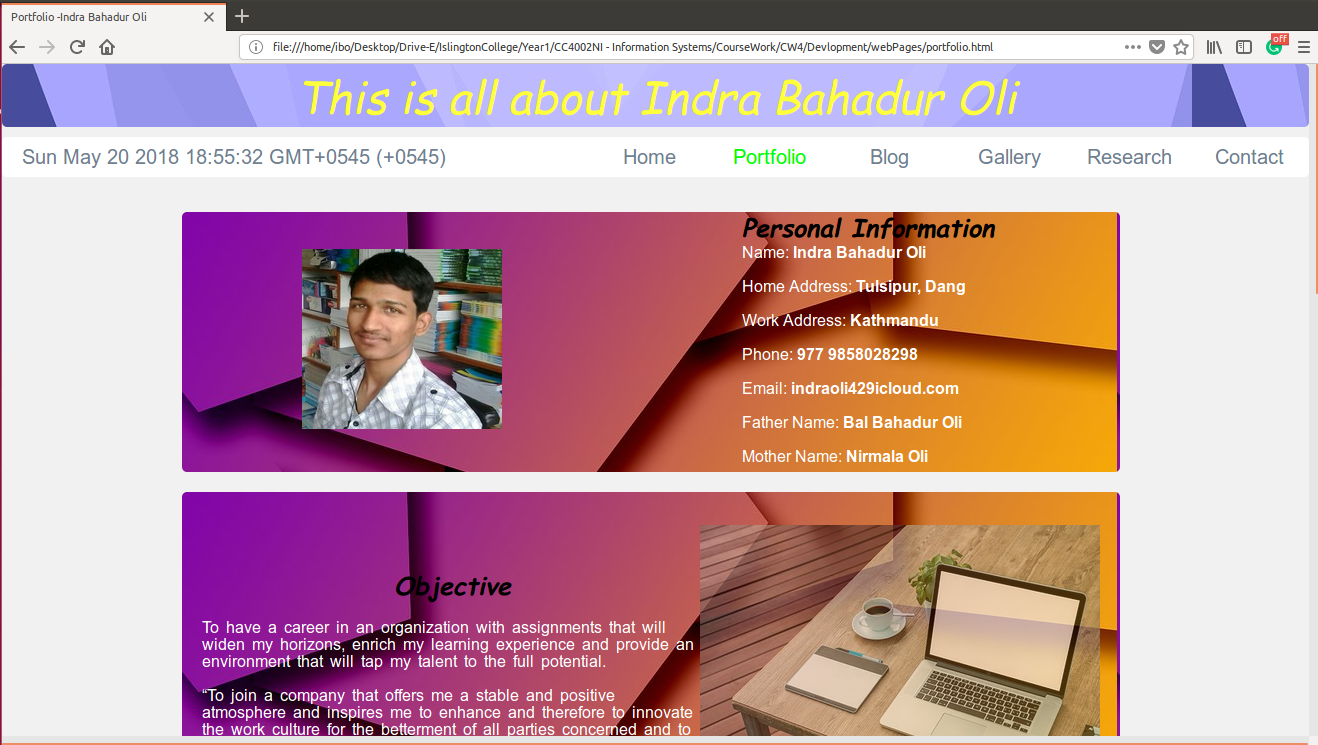 Portfolio -Indra Bahadur Oli
off
file:///home/ibo/Desktop/Drive-E/IslingtonCollege/Year1/CC4002NI - Information Systems/CourseWork/CW4/Devlopment/webPages/portfolio.html
This is all about Indra Bahadur Oli
Sun May 20 2018 18:55:32 GMT+0545 (+0545) Home Portfolio Blog Gallery Research Contact
Personal Information
Name: Indra Bahadur Oli
Home Address: Tulsipur, Dang
Work Address: Kathmandu
Phone: 977 9858028298
Email: indraoli429icloud.com
Father Name: Bal Bahadur Oli
Mother Name: Nirmala Oli
Objective
To have a career in an organization with assignments that will
widen my horizons, enrich my learning experience and provide an
environment that will tap my talent to the full potential.
“To join a company that offers me a stable and positive
atmosphere and inspires me to enhance and therefore to innovate
the work culture for the betterment of all parties concerned and to